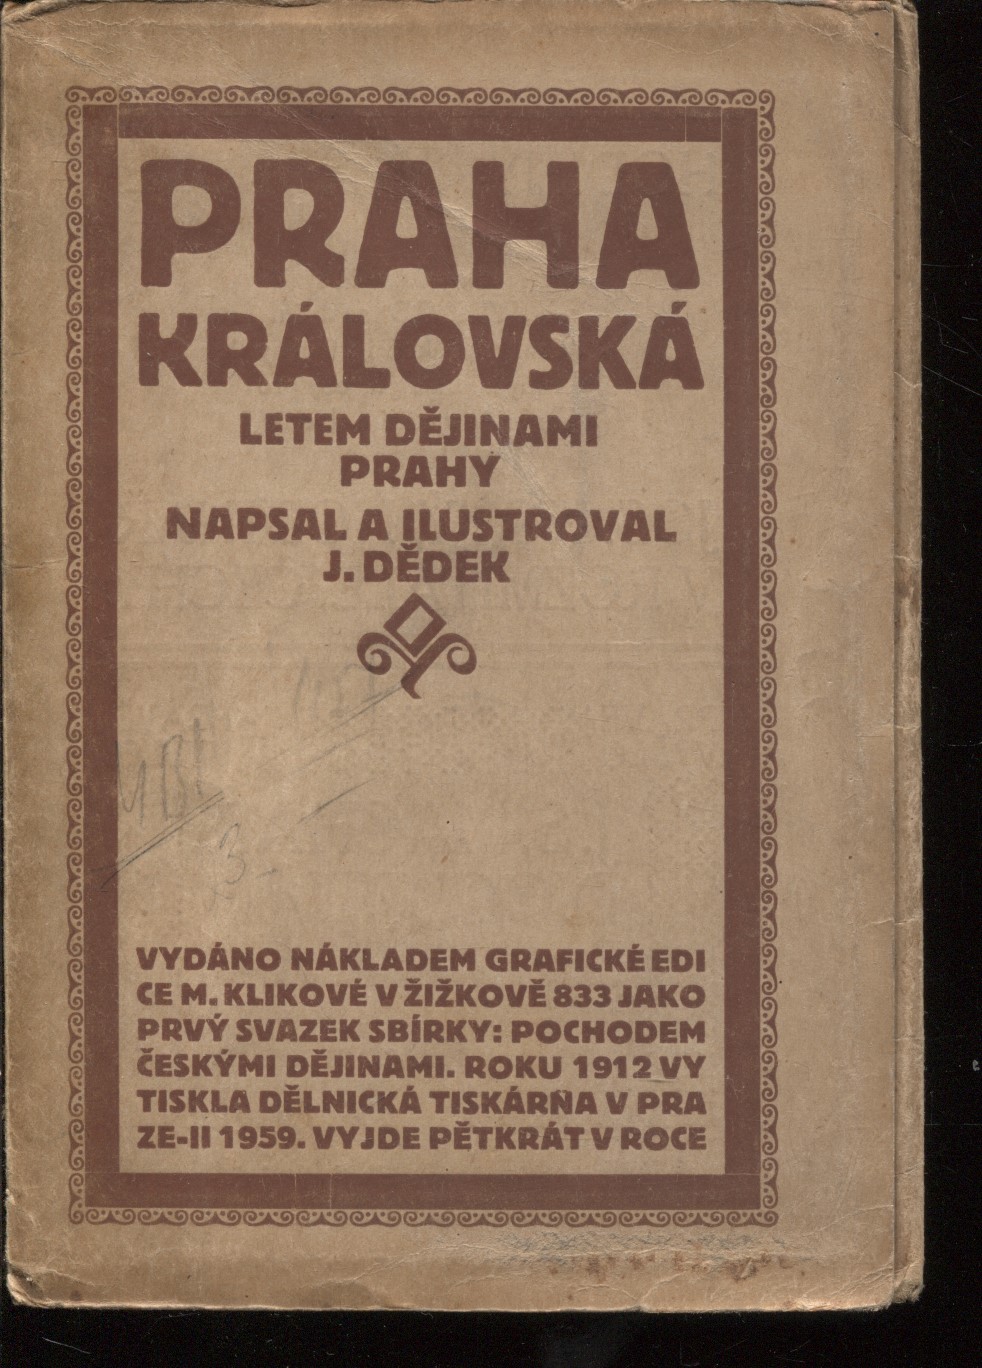 PRAHA
KRÁLOVSKÁ
LETEM DĚJINAMI
PRAHY
NAPSAL A ILUSTROVAL
J. DĚDEK
VYDÁNO NÁKLADEM GRAFICKÉ EDI
CE M. KLIKOVÉ V ŽIŽKOVĚ 833 JAKO
PRVÝ SVAZEK SBÍRKY: POCHODEM
ČESKÝMI DĚJINAMI. ROKU 1912 VY
TISKLA DĚLNICKÁ TISKÁRNA V PRA
ZE-II 1959. VYJDE PĚTKRÁT V ROCE